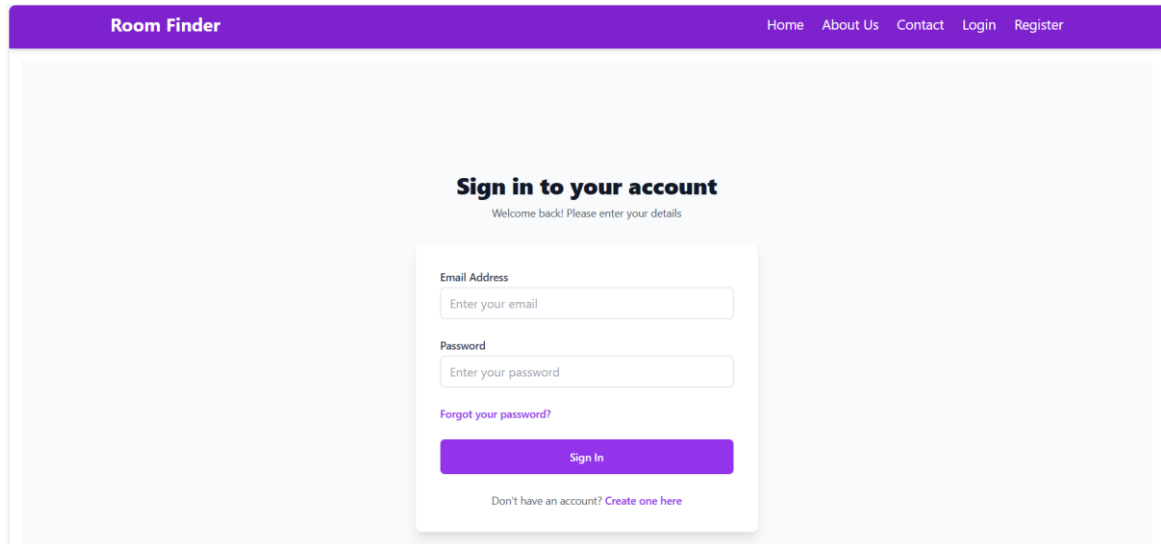 Room Finder
Home About Us Contact Login Register
Sign in to your account
Welcome back! Please enter your details
Email Address
Enter your email
Password
Enter your password
Forgot your password?
Sign In
Don't have an account? Create one here